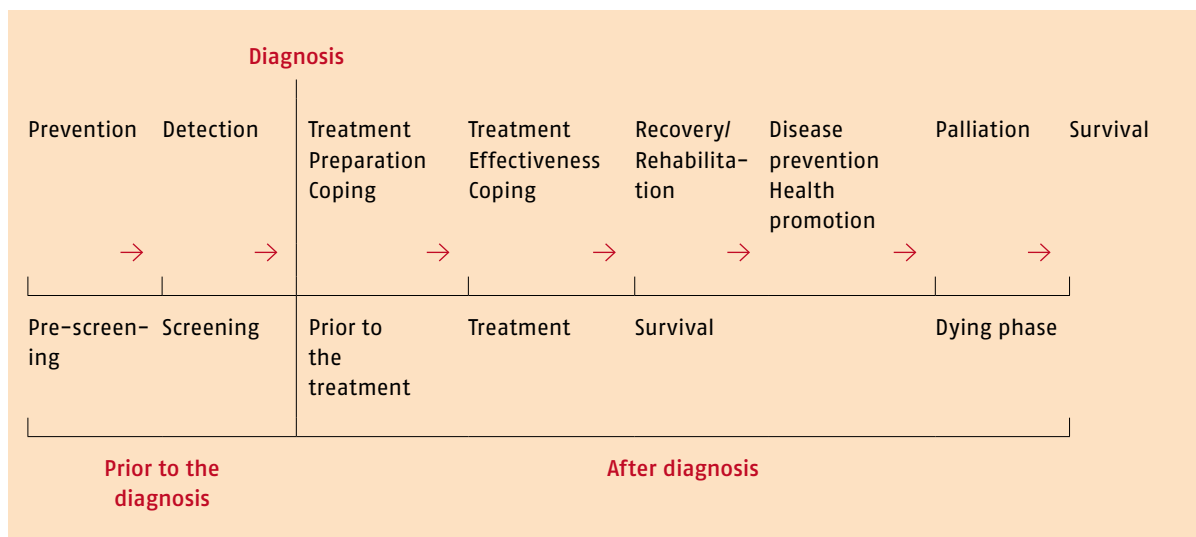 Diagnosis
Prevention
Detection
Treatment
Preparation
Coping
Treatment
Effectiveness
Coping
Recovery/
Rehabilita-
tion
Disease
prevention
Health
promotion
Palliation
Survival
Pre-screen-
ing
Screening
Prior to
the
treatment
Treatment
Survival
Dying phase
Prior to the
diagnosis
After diagnosis